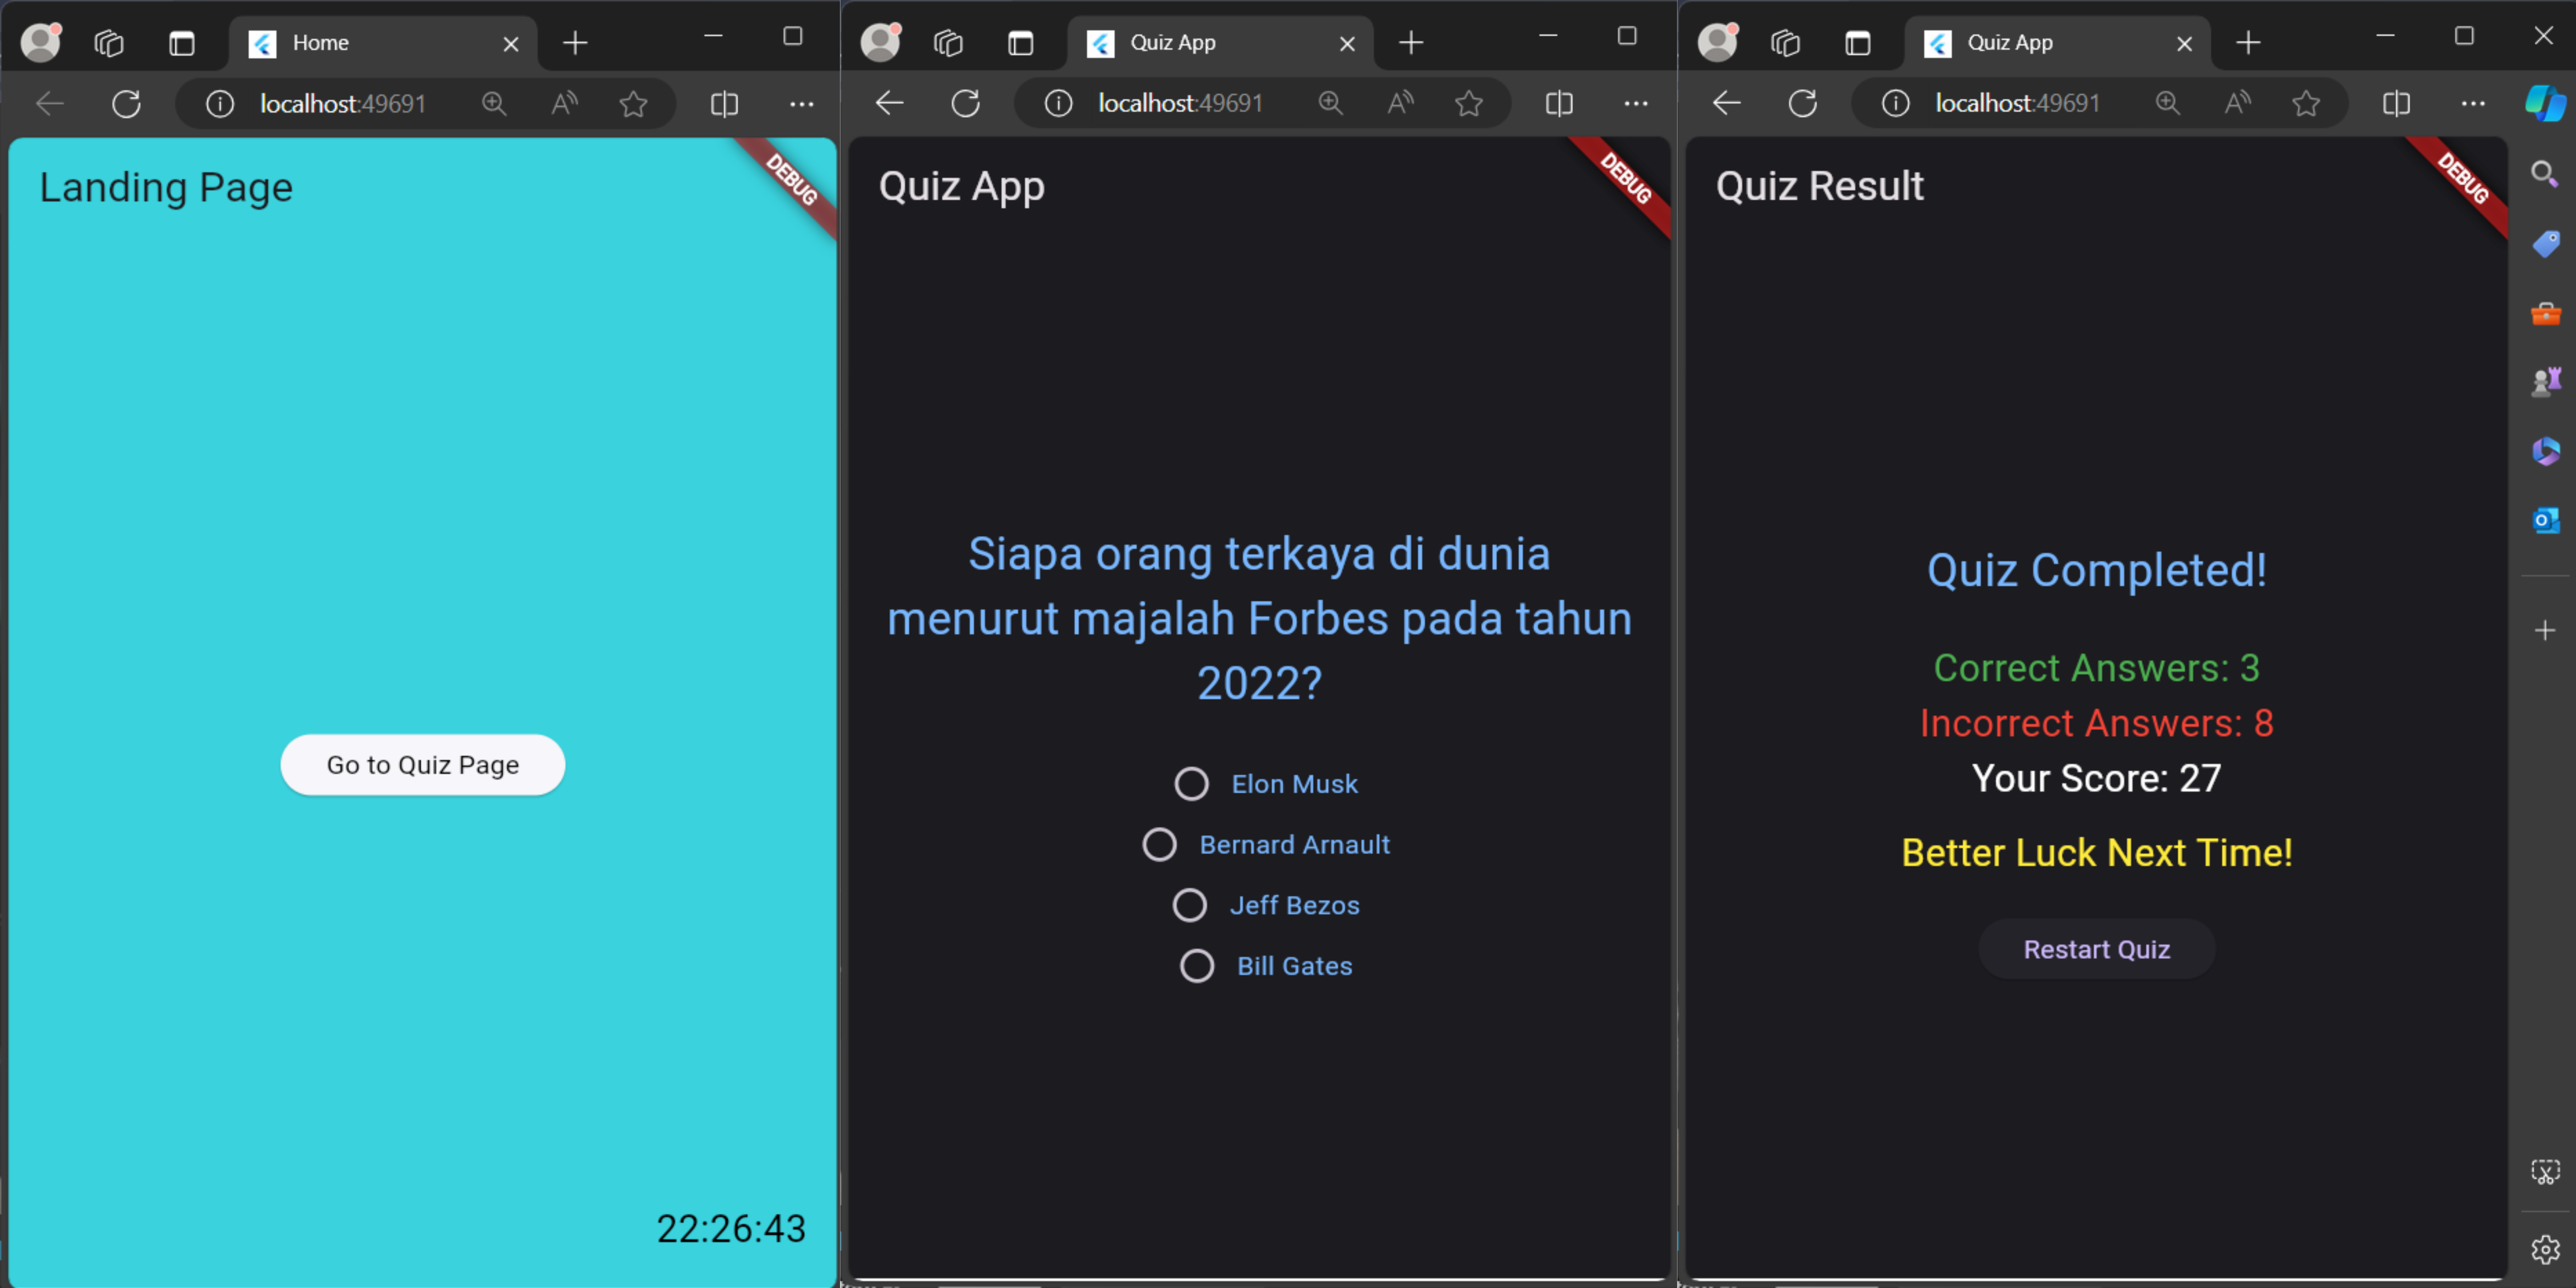 Home
localhost:49691
Landing Page
DEBUG
Go to Quiz Page
22:26:43
Quiz App
localhost:49691
Quiz App
DEBUG
Siapa orang terkaya di dunia
menurut majalah Forbes pada tahun
2022?
Elon Musk
Bernard Arnault
Jeff Bezos
Bill Gates
Quiz App
localhost:49691
Quiz Result
DEBUG
Quiz Completed!
Correct Answers: 3
Incorrect Answers: 8
Your Score: 27
Better Luck Next Time!
Restart Quiz